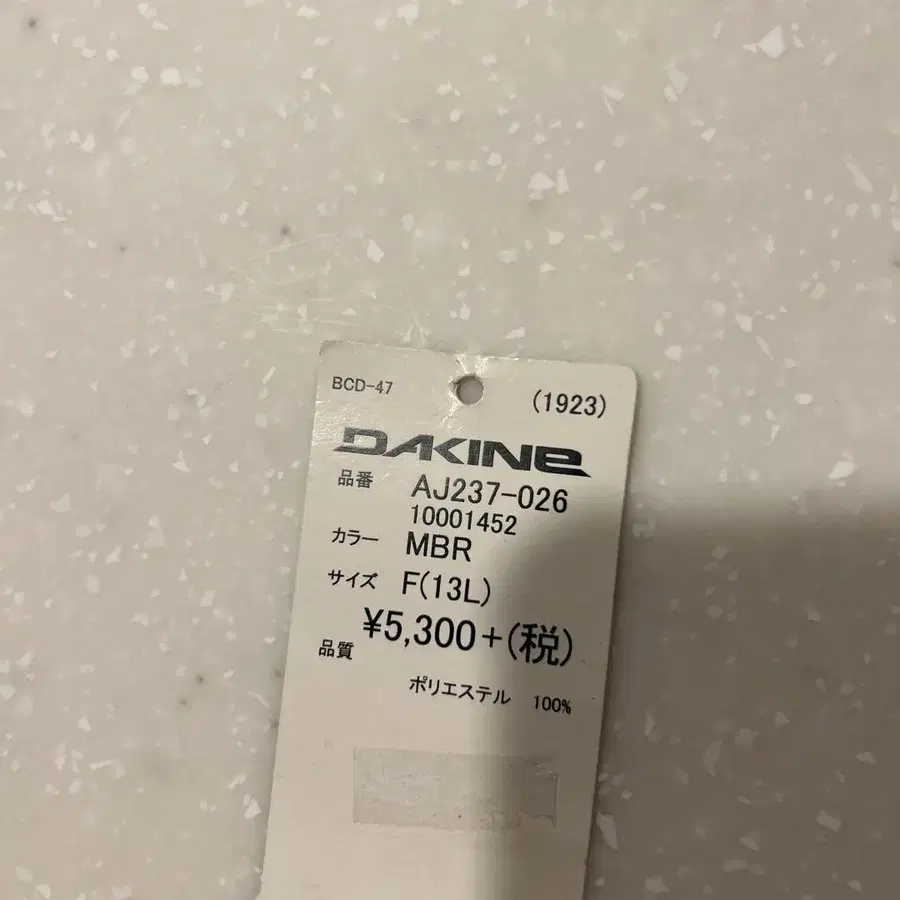 BCD-47
(1923)
DAKINE
品番 AJ237-026
10001452
カラー MBR
サイズ F(13L)
¥5,300+(税)
品質
ポリエステル 100%